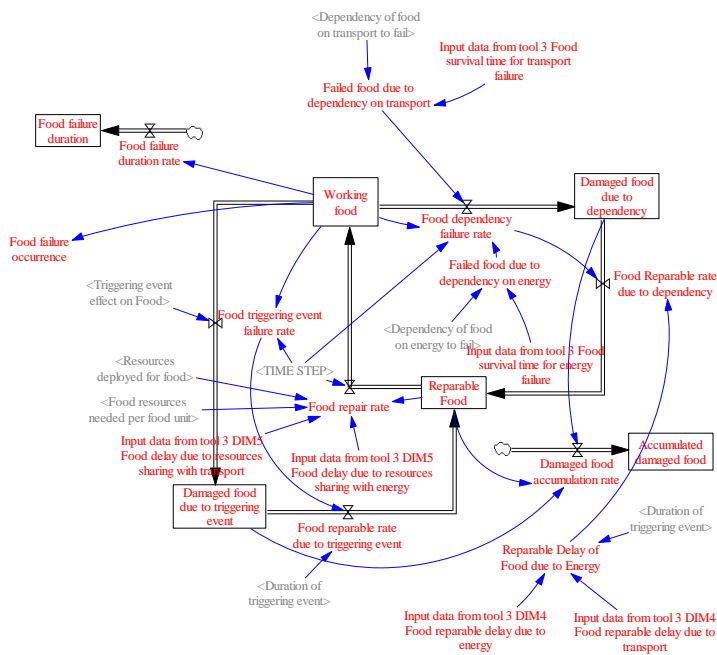 <Dependency of food
on transport to fail>
Input data from tool 3 Food
survival time for transport
failure
Failed food due to
dependency on transport
Food failure
duration
Food failure
duration rate
Working
food
Damaged food
due to
dependency
Food dependency
failure rate
Food failure
occurrence
Failed food due to
dependency on energy
Food Reparable rate
due to dependency
<Triggering event
effect on Food>
Food triggering event
failure rate
<Dependency of food
on energy to fail>
Input data from tool 3 Food
survival time for energy
failure
<Resources
deployed for food>
<TIME STEP>
Reparable
Food
<Food resources
needed per food unit>
Food repair rate
Input data from tool 3 DIM5
Food delay due to resources
sharing with transport
Input data from tool 3 DIM5
Food delay due to resources
sharing with energy
Damaged food
accumulation rate
Accumulated
damaged food
Damaged food
due to triggering
event
Food reparable rate
due to triggering event
<Duration of
triggering event>
Reparable Delay of
Food due to Energy
<Duration of
triggering event>
Input data from tool 3 DIM4
Food reparable delay due to
energy
Input data from tool 3 DIM4
Food reparable delay due to
transport